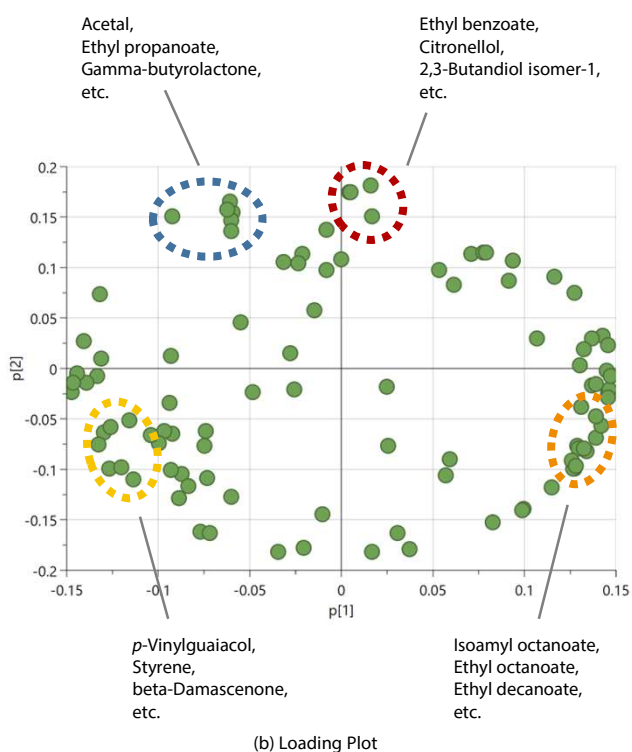 Acetal,
Ethyl propanoate,
Gamma-butyrolactone,
etc.
Ethyl benzoate,
Citronellol,
2,3-Butandiol isomer-1,
etc.
0.2
0.15
0.1
0.05
0
-0.05
-0.1
-0.15
-0.2
p[2]
-0.15
-0.1
-0.05
0
0.05
0.1
0.15
p[1]
p-Vinylguaiacol,
Styrene,
beta-Damascenone,
etc.
Isoamyl octanoate,
Ethyl octanoate,
Ethyl decanoate,
etc.
(b) Loading Plot